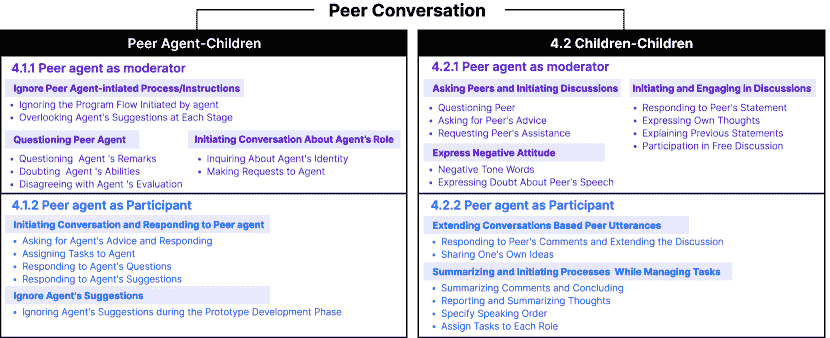 Peer Conversation
Peer Agent-Children
4.1.1 Peer agent as moderator
Ignore Peer Agent-intiated Process/Instructions
• Ignoring the Program Flow Initiated by agent
• Overlooking Agent's Suggestions at Each Stage
Questioning Peer Agent
• Questioning Agent 's Remarks
• Doubting Agent 's Abilities
• Disagreeing with Agent 's Evaluation
Initiating Conversation About Agent's Role
• Inquiring About Agent's Identity
• Making Requests to Agent
4.1.2 Peer agent as Participant
Initiating Conversation and Responding to Peer agent
• Asking for Agent's Advice and Responding
• Assigning Tasks to Agent
• Responding to Agent's Questions
• Responding to Agent's Suggestions
Ignore Agent's Suggestions
• Ignoring Agent's Suggestions during the Prototype Development Phase
4.2 Children-Children
4.2.1 Peer agent as moderator
Asking Peers and Initiating Discussions
• Questioning Peer
• Asking for Peer's Advice
• Requesting Peer's Assistance
Express Negative Attitude
• Negative Tone Words
• Expressing Doubt About Peer's Speech
Initiating and Engaging in Discussions
• Responding to Peer's Statement
• Expressing Own Thoughts
• Explaining Previous Statements
• Participation in Free Discussion
4.2.2 Peer agent as Participant
Extending Conversations Based Peer Utterances
• Responding to Peer's Comments and Extending the Discussion
• Sharing One's Own Ideas
Summarizing and Initiating Processes While Managing Tasks
• Summarizing Comments and Concluding
• Reporting and Summarizing Thoughts
• Specify Speaking Order
• Assign Tasks to Each Role